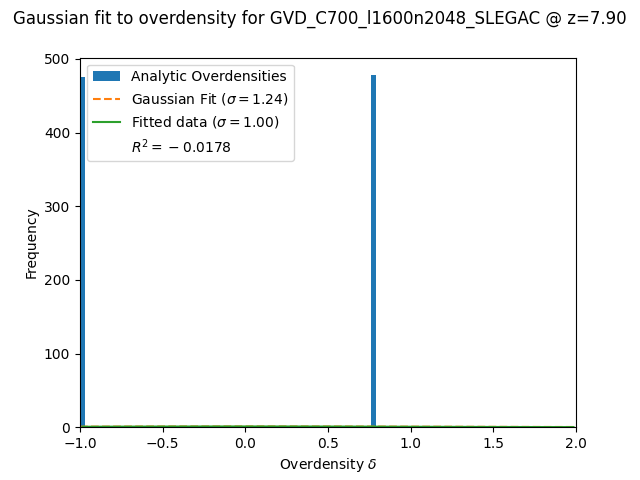 Gaussian fit to overdensity for GVD_C700_l1600n2048_SLEGAC @ z=7.90
500
400
300
200
100
0
Frequency
Analytic Overdensities
Gaussian Fit (σ = 1.24)
Fitted data (σ = 1.00)
R² = −0.0178
−1.0 −0.5 0.0 0.5 1.0 1.5 2.0
Overdensity δ